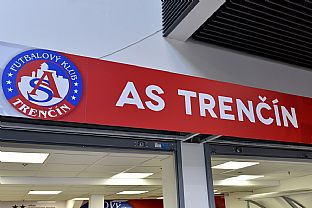 FUTBALOVÝ KLUB
AS
TRENČÍN
AS TRENČÍN